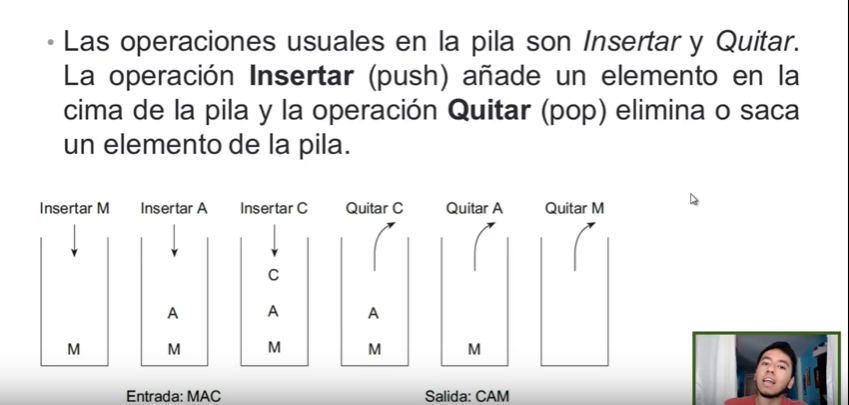 • Las operaciones usuales en la pila son Insertar y Quitar.
La operación Insertar (push) añade un elemento en la
cima de la pila y la operación Quitar (pop) elimina o saca
un elemento de la pila.
Insertar M Insertar A Insertar C Quitar C Quitar A Quitar M
C
A A A
M M M M M
Entrada: MAC Salida: CAM